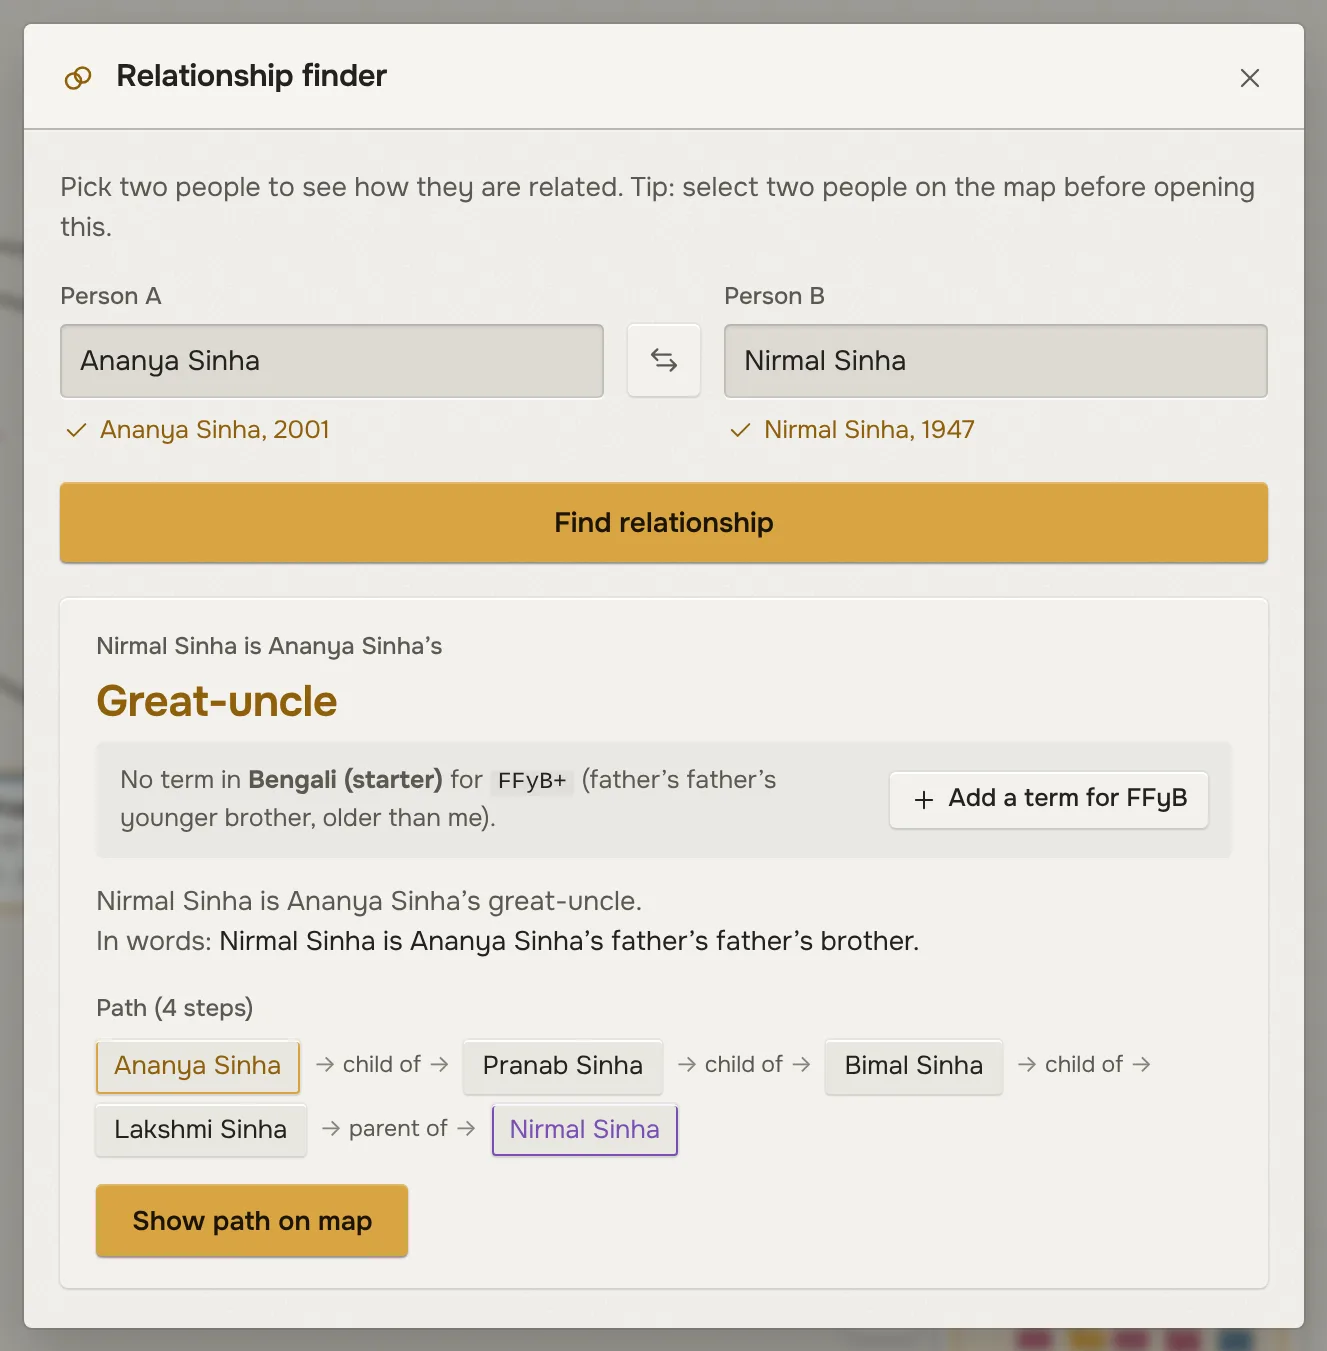 Relationship finder
Pick two people to see how they are related. Tip: select two people on the map before opening
this.
Person A
Person B
Ananya Sinha
Nirmal Sinha
Ananya Sinha, 2001
Nirmal Sinha, 1947
Find relationship
Nirmal Sinha is Ananya Sinha’s
Great-uncle
No term in Bengali (starter) for FFyB+ (father’s father’s
younger brother, older than me).
+ Add a term for FFyB
Nirmal Sinha is Ananya Sinha’s great-uncle.
In words: Nirmal Sinha is Ananya Sinha’s father’s father’s brother.
Path (4 steps)
Ananya Sinha → child of → Pranab Sinha → child of → Bimal Sinha → child of →
Lakshmi Sinha → parent of → Nirmal Sinha
Show path on map